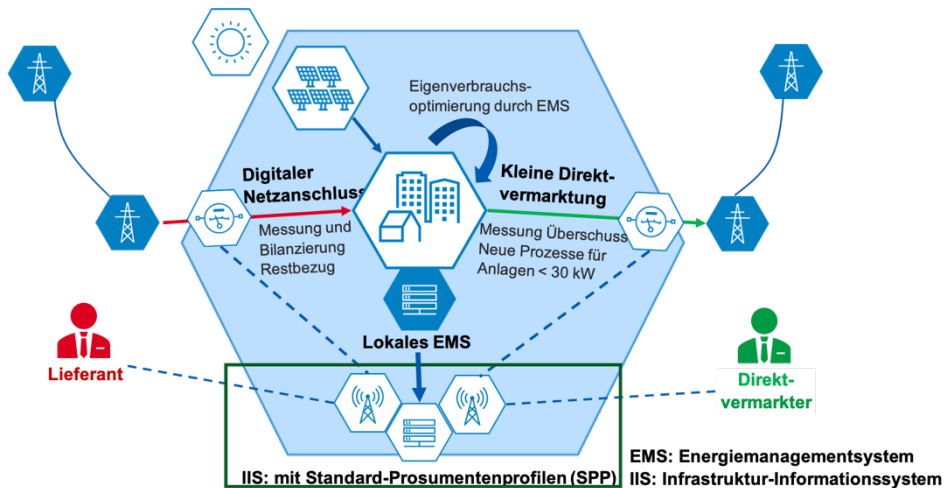 Eigenverbrauchs-
optimierung durch EMS
Digitaler
Netzanschluss
Messung und
Bilanzierung
Restbezug
Kleine Direkt-
vermarktung
Messung Überschuss
Neue Prozesse für
Anlagen < 30 kW
Lokales EMS
Lieferant
Direkt-
vermarkter
IIS: mit Standard-Prosumentenprofilen (SPP)
EMS: Energiemanagementsystem
IIS: Infrastruktur-Informationssystem